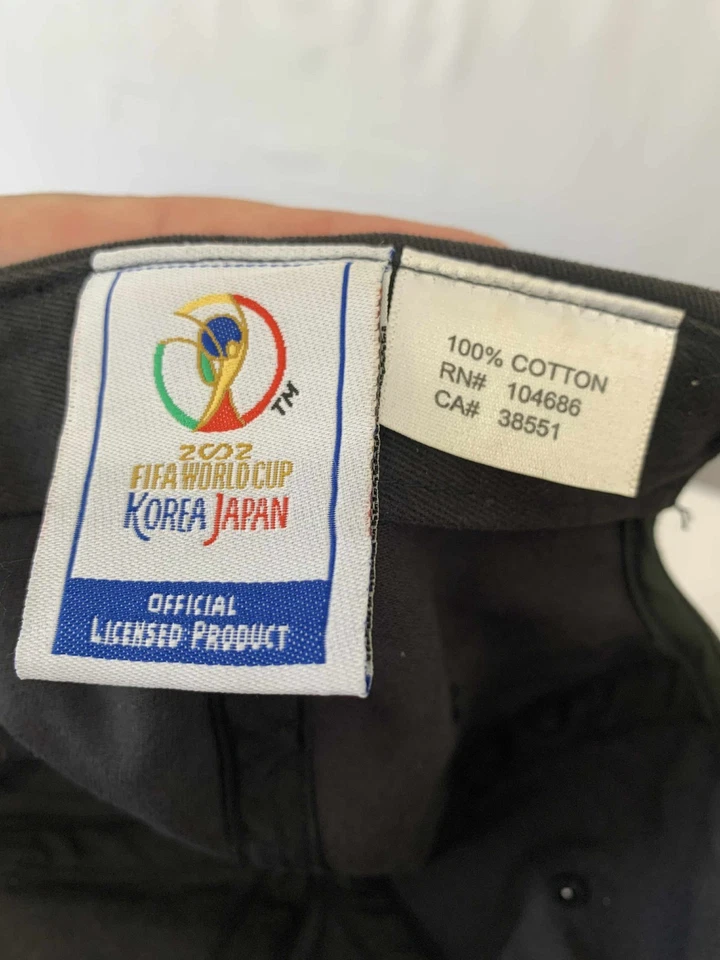 TM
2002
FIFA WORLD CUP
KOREA JAPAN
OFFICIAL
LICENSED PRODUCT
100% COTTON
RN# 104686
CA# 38551